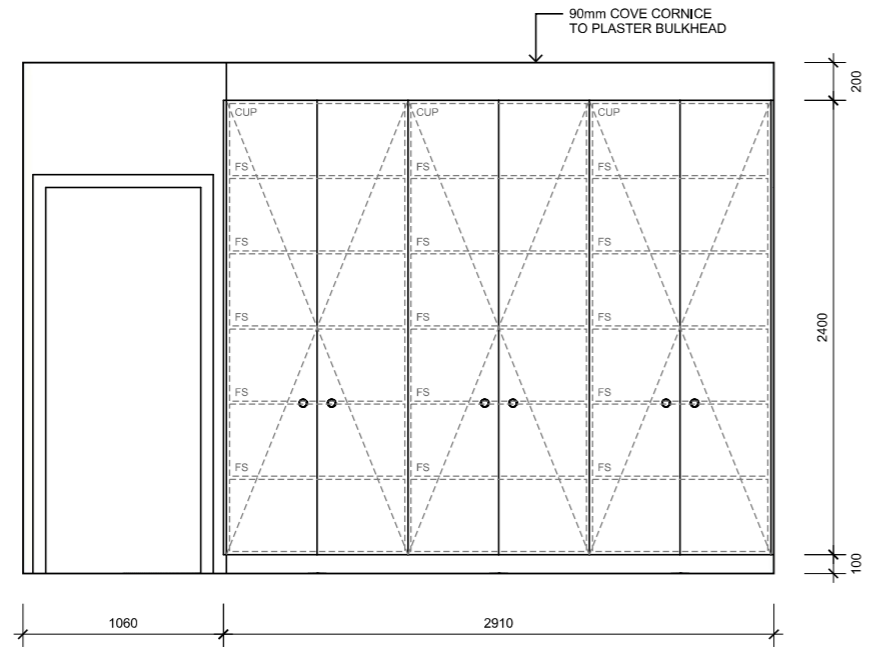 90mm COVE CORNICE
TO PLASTER BULKHEAD
200
CUP CUP CUP
FS FS FS
FS FS FS
2400
FS FS FS
FS FS FS
FS FS FS
100
1060 2910